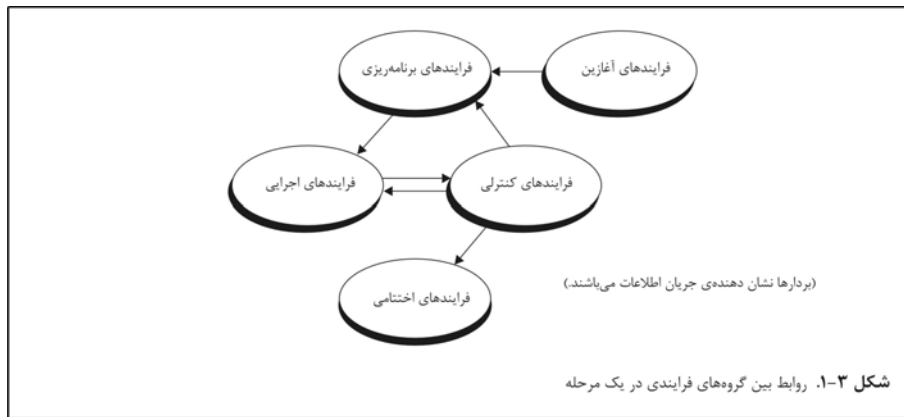 فرایندهای آغازین
فرایندهای برنامه‌ریزی
فرایندهای کنترلی
فرایندهای اجرایی
فرایندهای اختتامی
(بردارها نشان دهنده‌ی جریان اطلاعات می‌باشند.)
شکل ۳-۱. روابط بین گروه‌های فرایندی در یک مرحله